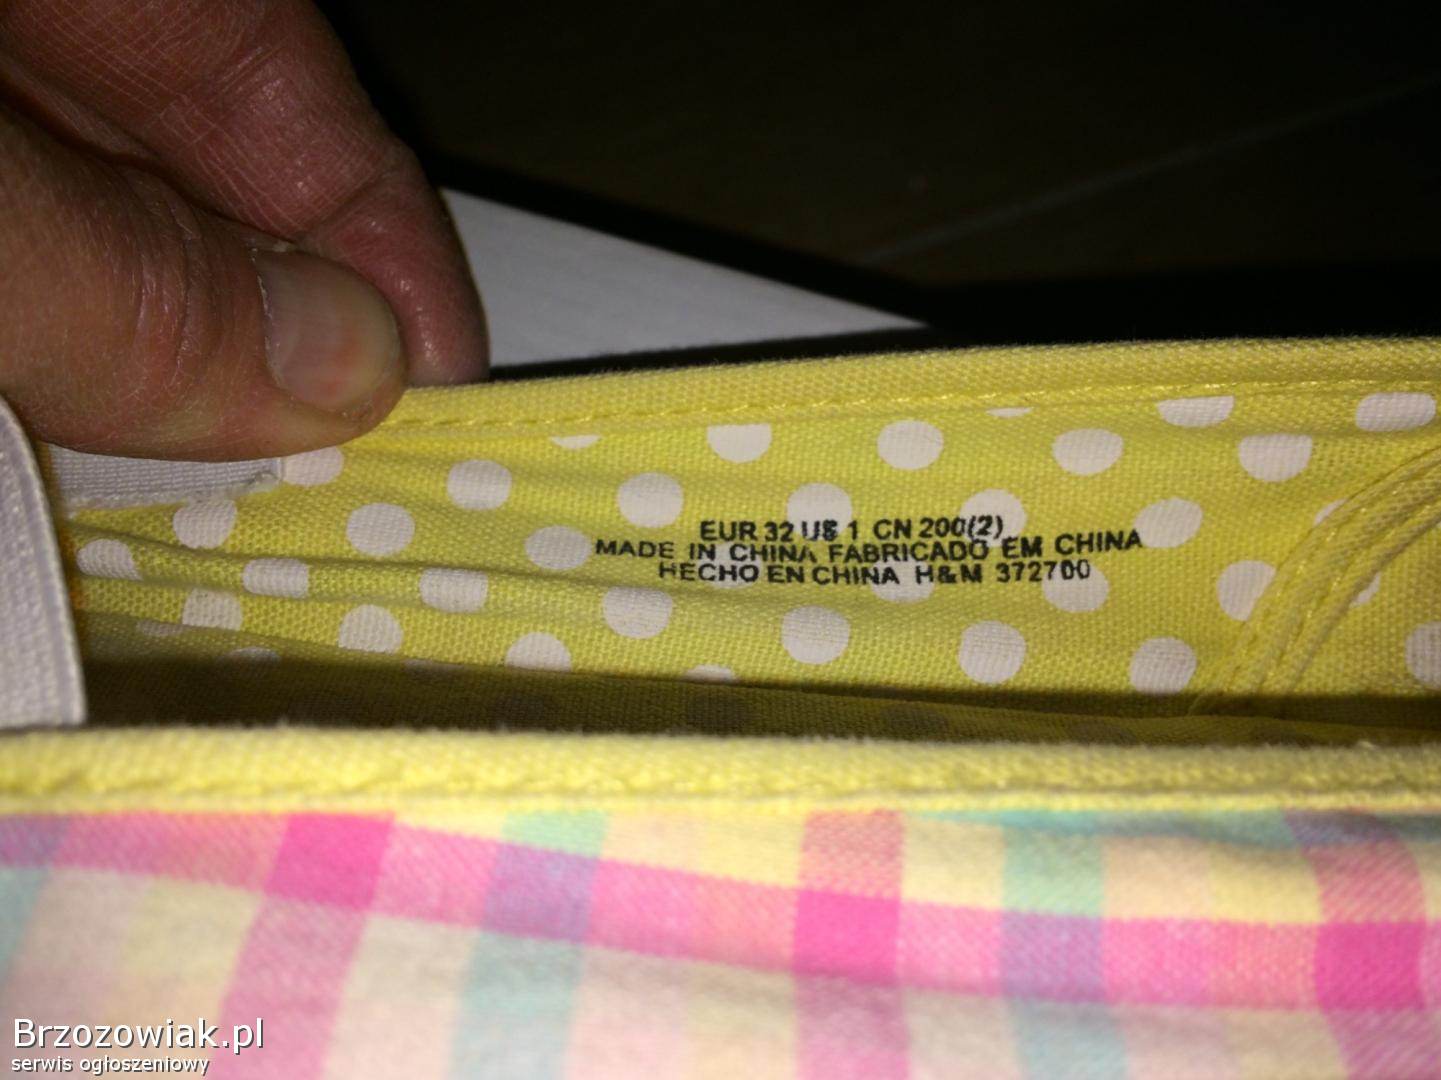 EUR 32 US 1 CN 200(2)
MADE IN CHINA FABRICADO EM CHINA
HECHO EN CHINA H&M 372700
Brzozowiak.pl
serwis ogłoszeniowy